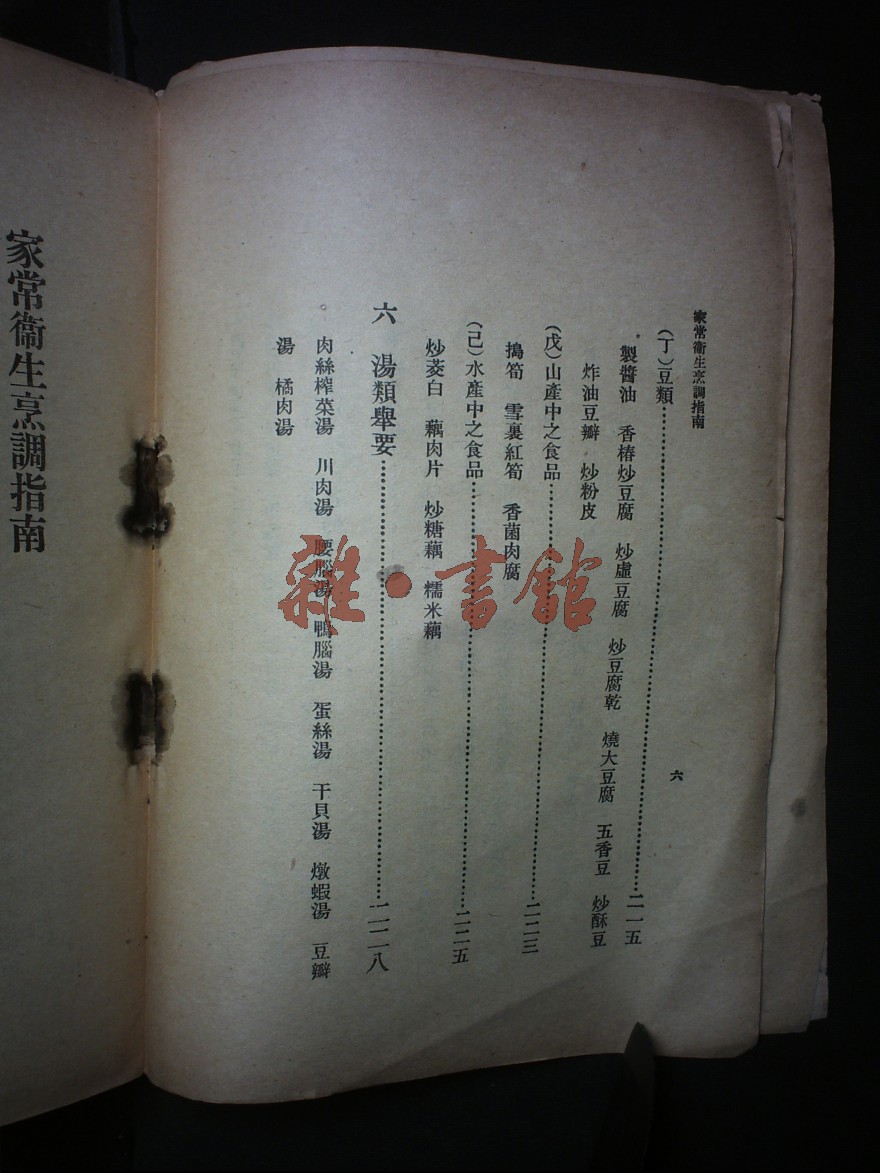 家常衞生烹調指南
六
(丁)豆類……二一五
製醬油 香椿炒豆腐 炒虛豆腐 炒豆腐乾 燒大豆腐 五香豆 炒酥豆
炸油豆瓣 炒粉皮
(戊)山產中之食品……二二三
搗筍 雪裏紅筍 香菌肉腐
(己)水產中之食品……二二五
炒茭白 藕肉片 炒糖藕 糯米藕
六 湯類舉要……二二八
肉絲榨菜湯 川肉湯 腰腦湯 鴨腦湯 蛋絲湯 干貝湯 燉蝦湯 豆瓣
湯 橘肉湯
家常衞生烹調指南
雜·書館